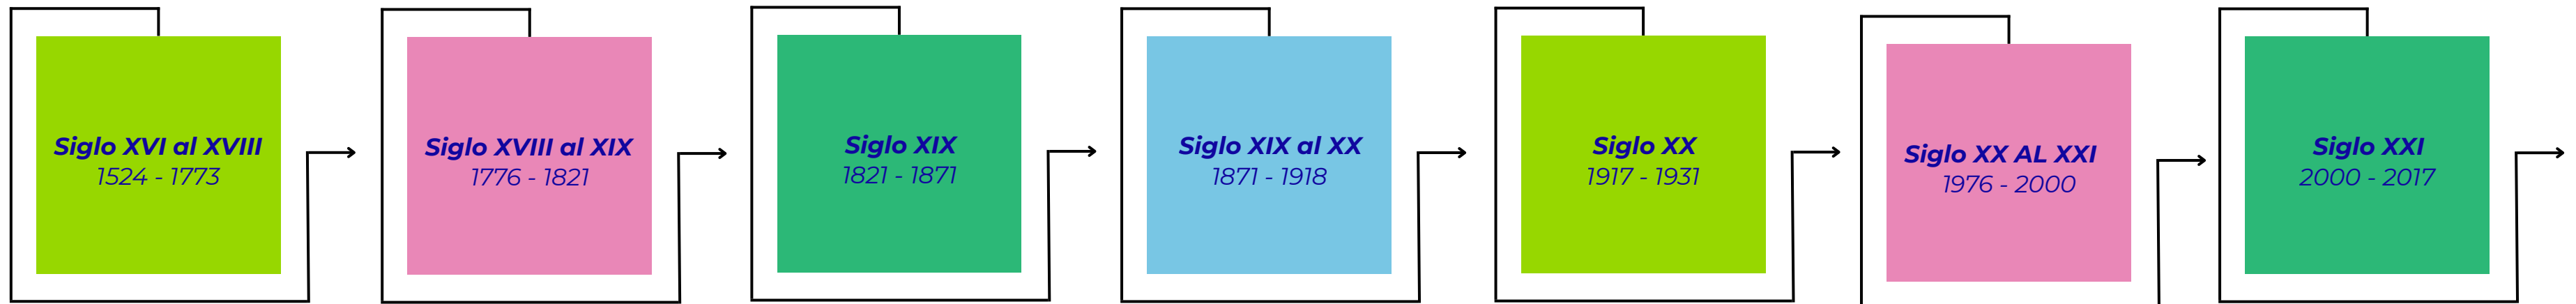 Siglo XVI al XVIII
1524 - 1773
Siglo XVIII al XIX
1776 - 1821
Siglo XIX
1821 - 1871
Siglo XIX al XX
1871 - 1918
Siglo XX
1917 - 1931
Siglo XX AL XXI
1976 - 2000
Siglo XXI
2000 - 2017